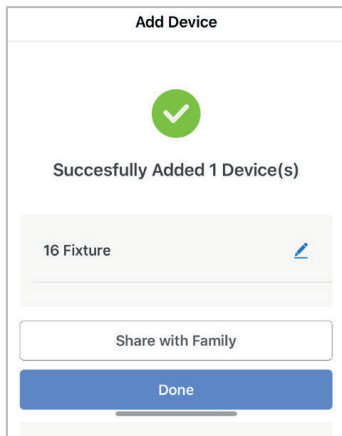 Add Device
Succesfully Added 1 Device(s)
16 Fixture
Share with Family
Done